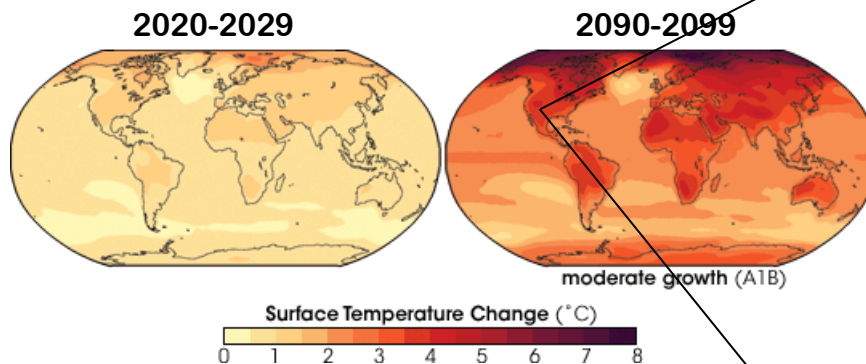 2020-2029 2090-2099
moderate growth (A1B)
Surface Temperature Change (˚C)
0 1 2 3 4 5 6 7 8